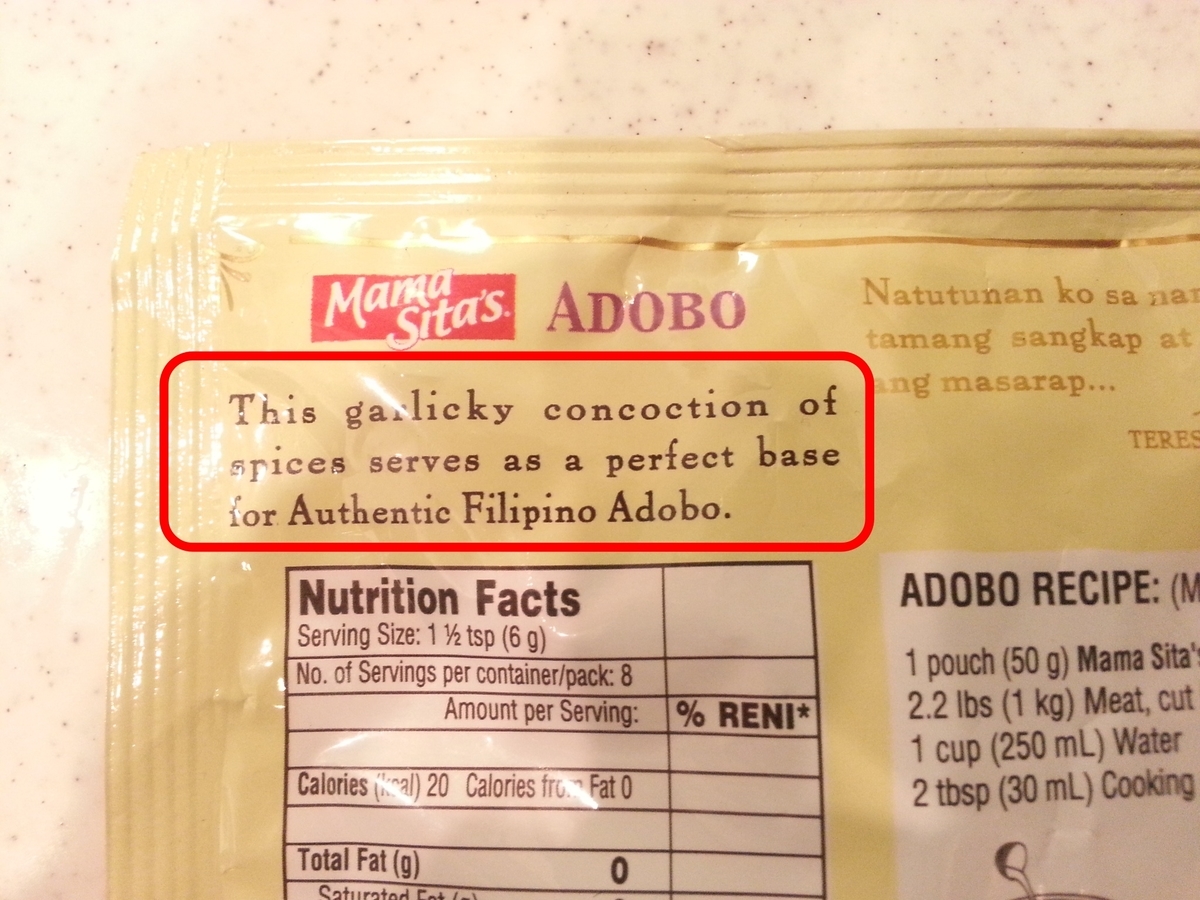 Mama Sita's ADOBO
This garlicky concoction of
spices serves as a perfect base
for Authentic Filipino Adobo.
Natutunan ko sa
tamang sangkap at
ang masarap...
Nutrition Facts
Serving Size: 1 ½ tsp (6 g)
No. of Servings per container/pack: 8
Amount per Serving: % RENI*
Calories (kcal) 20 Calories from Fat 0
Total Fat (g) 0
Saturated Fat (g)
ADOBO RECIPE:
1 pouch (50 g) Mama Sita's
2.2 lbs (1 kg) Meat, cut
1 cup (250 mL) Water
2 tbsp (30 mL) Cooking